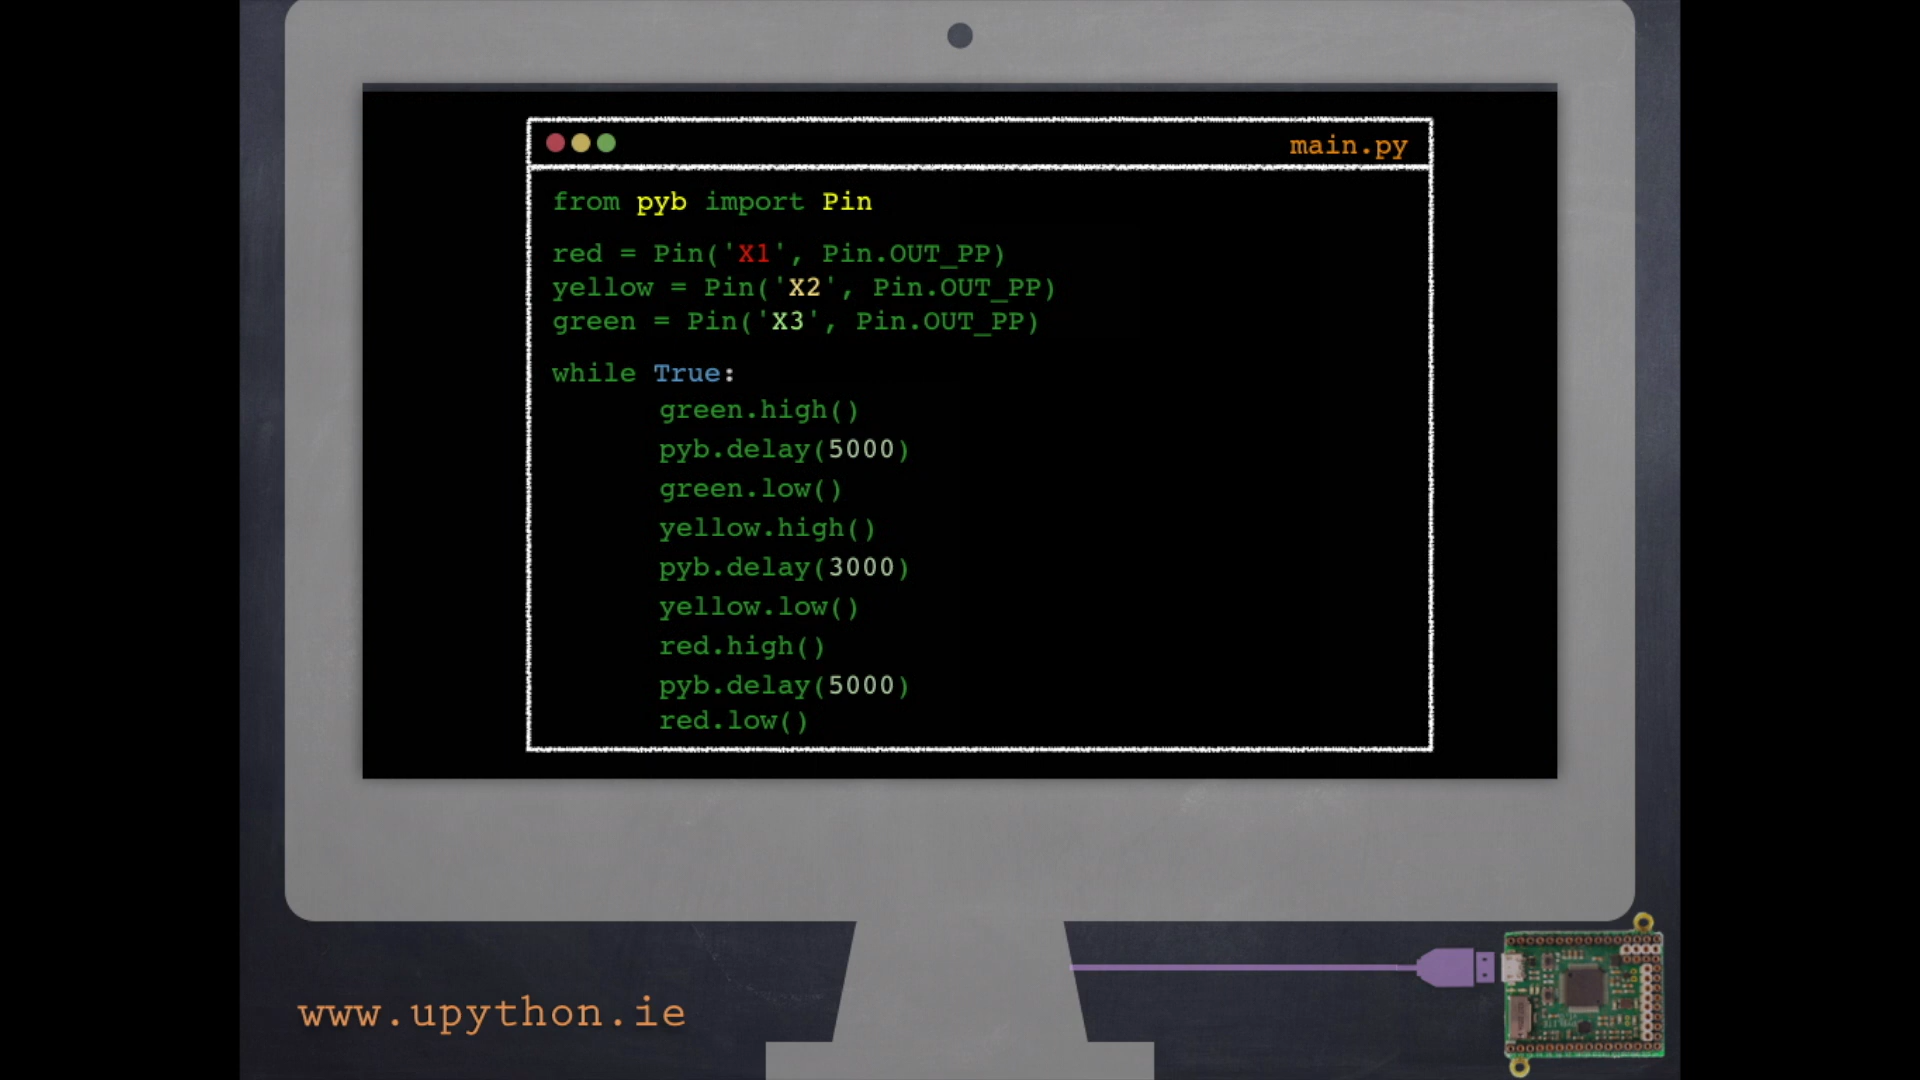 main.py
from pyb import Pin
red = Pin('X1', Pin.OUT_PP)
yellow = Pin('X2', Pin.OUT_PP)
green = Pin('X3', Pin.OUT_PP)
while True:
green.high()
pyb.delay(5000)
green.low()
yellow.high()
pyb.delay(3000)
yellow.low()
red.high()
pyb.delay(5000)
red.low()
www.upython.ie